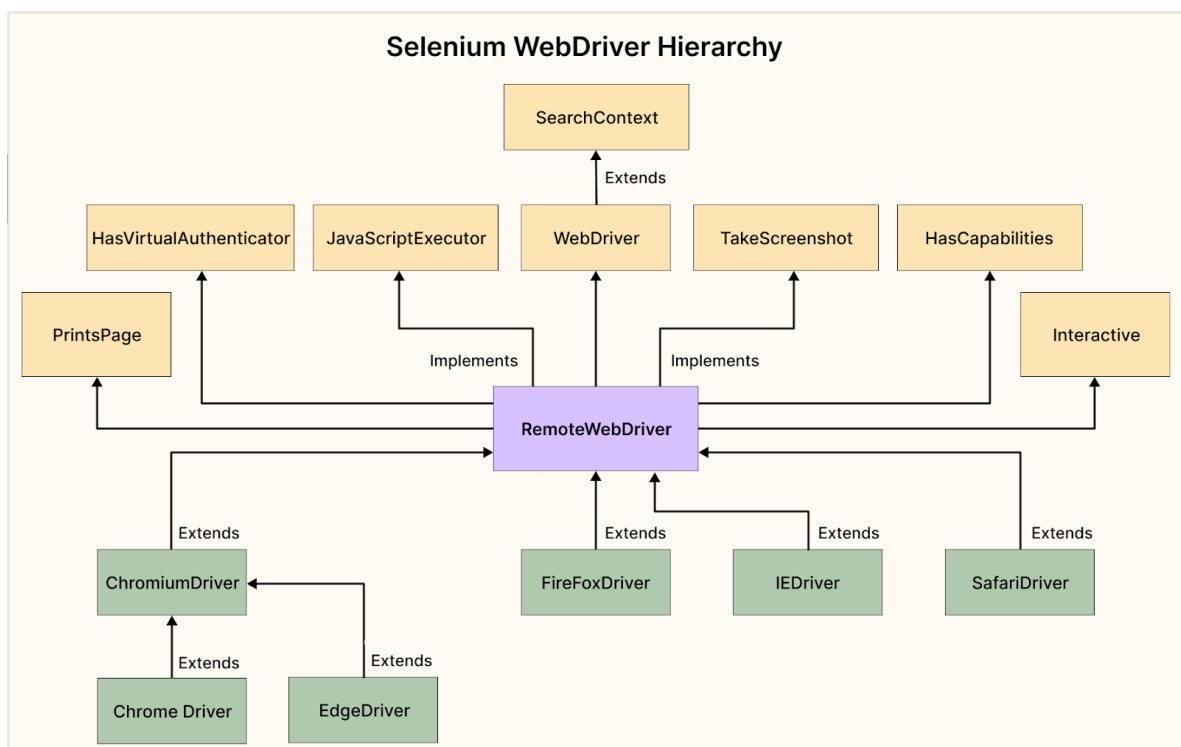 Selenium WebDriver Hierarchy
SearchContext
Extends
HasVirtualAuthenticator
JavaScriptExecutor
WebDriver
TakeScreenshot
HasCapabilities
PrintsPage
Interactive
Implements
Implements
RemoteWebDriver
Extends
Extends
Extends
Extends
ChromiumDriver
FireFoxDriver
IEDriver
SafariDriver
Extends
Extends
Chrome Driver
EdgeDriver